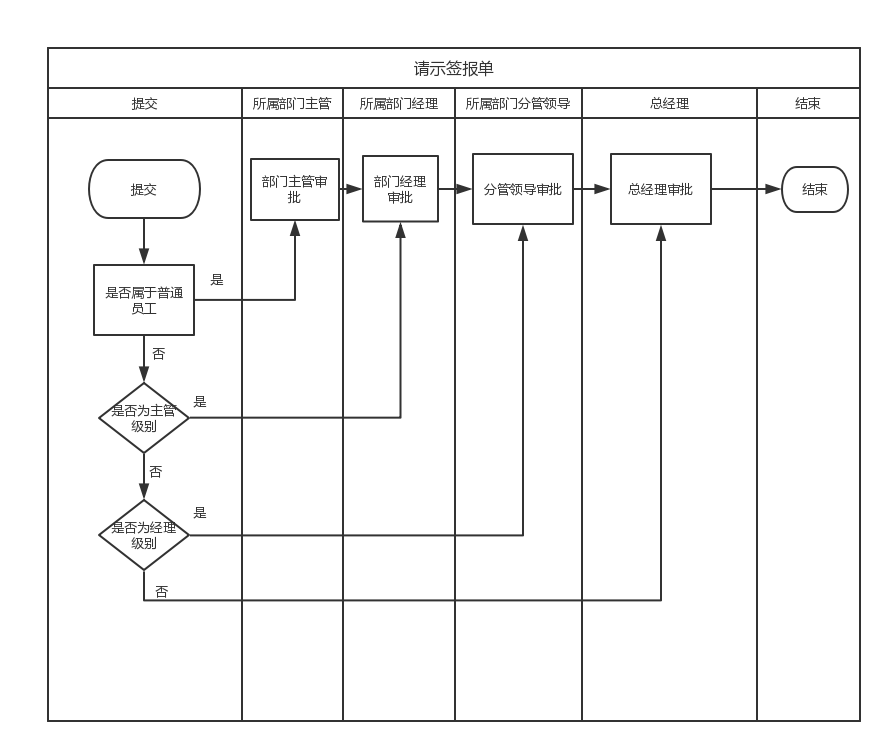 请示签报单
提交
所属部门主管
所属部门经理
所属部门分管领导
总经理
结束
提交
部门主管审
批
部门经理
审批
分管领导审批
总经理审批
结束
是否属于普通
员工
是
否
是否为主管
级别
是
否
是否为经理
级别
是
否